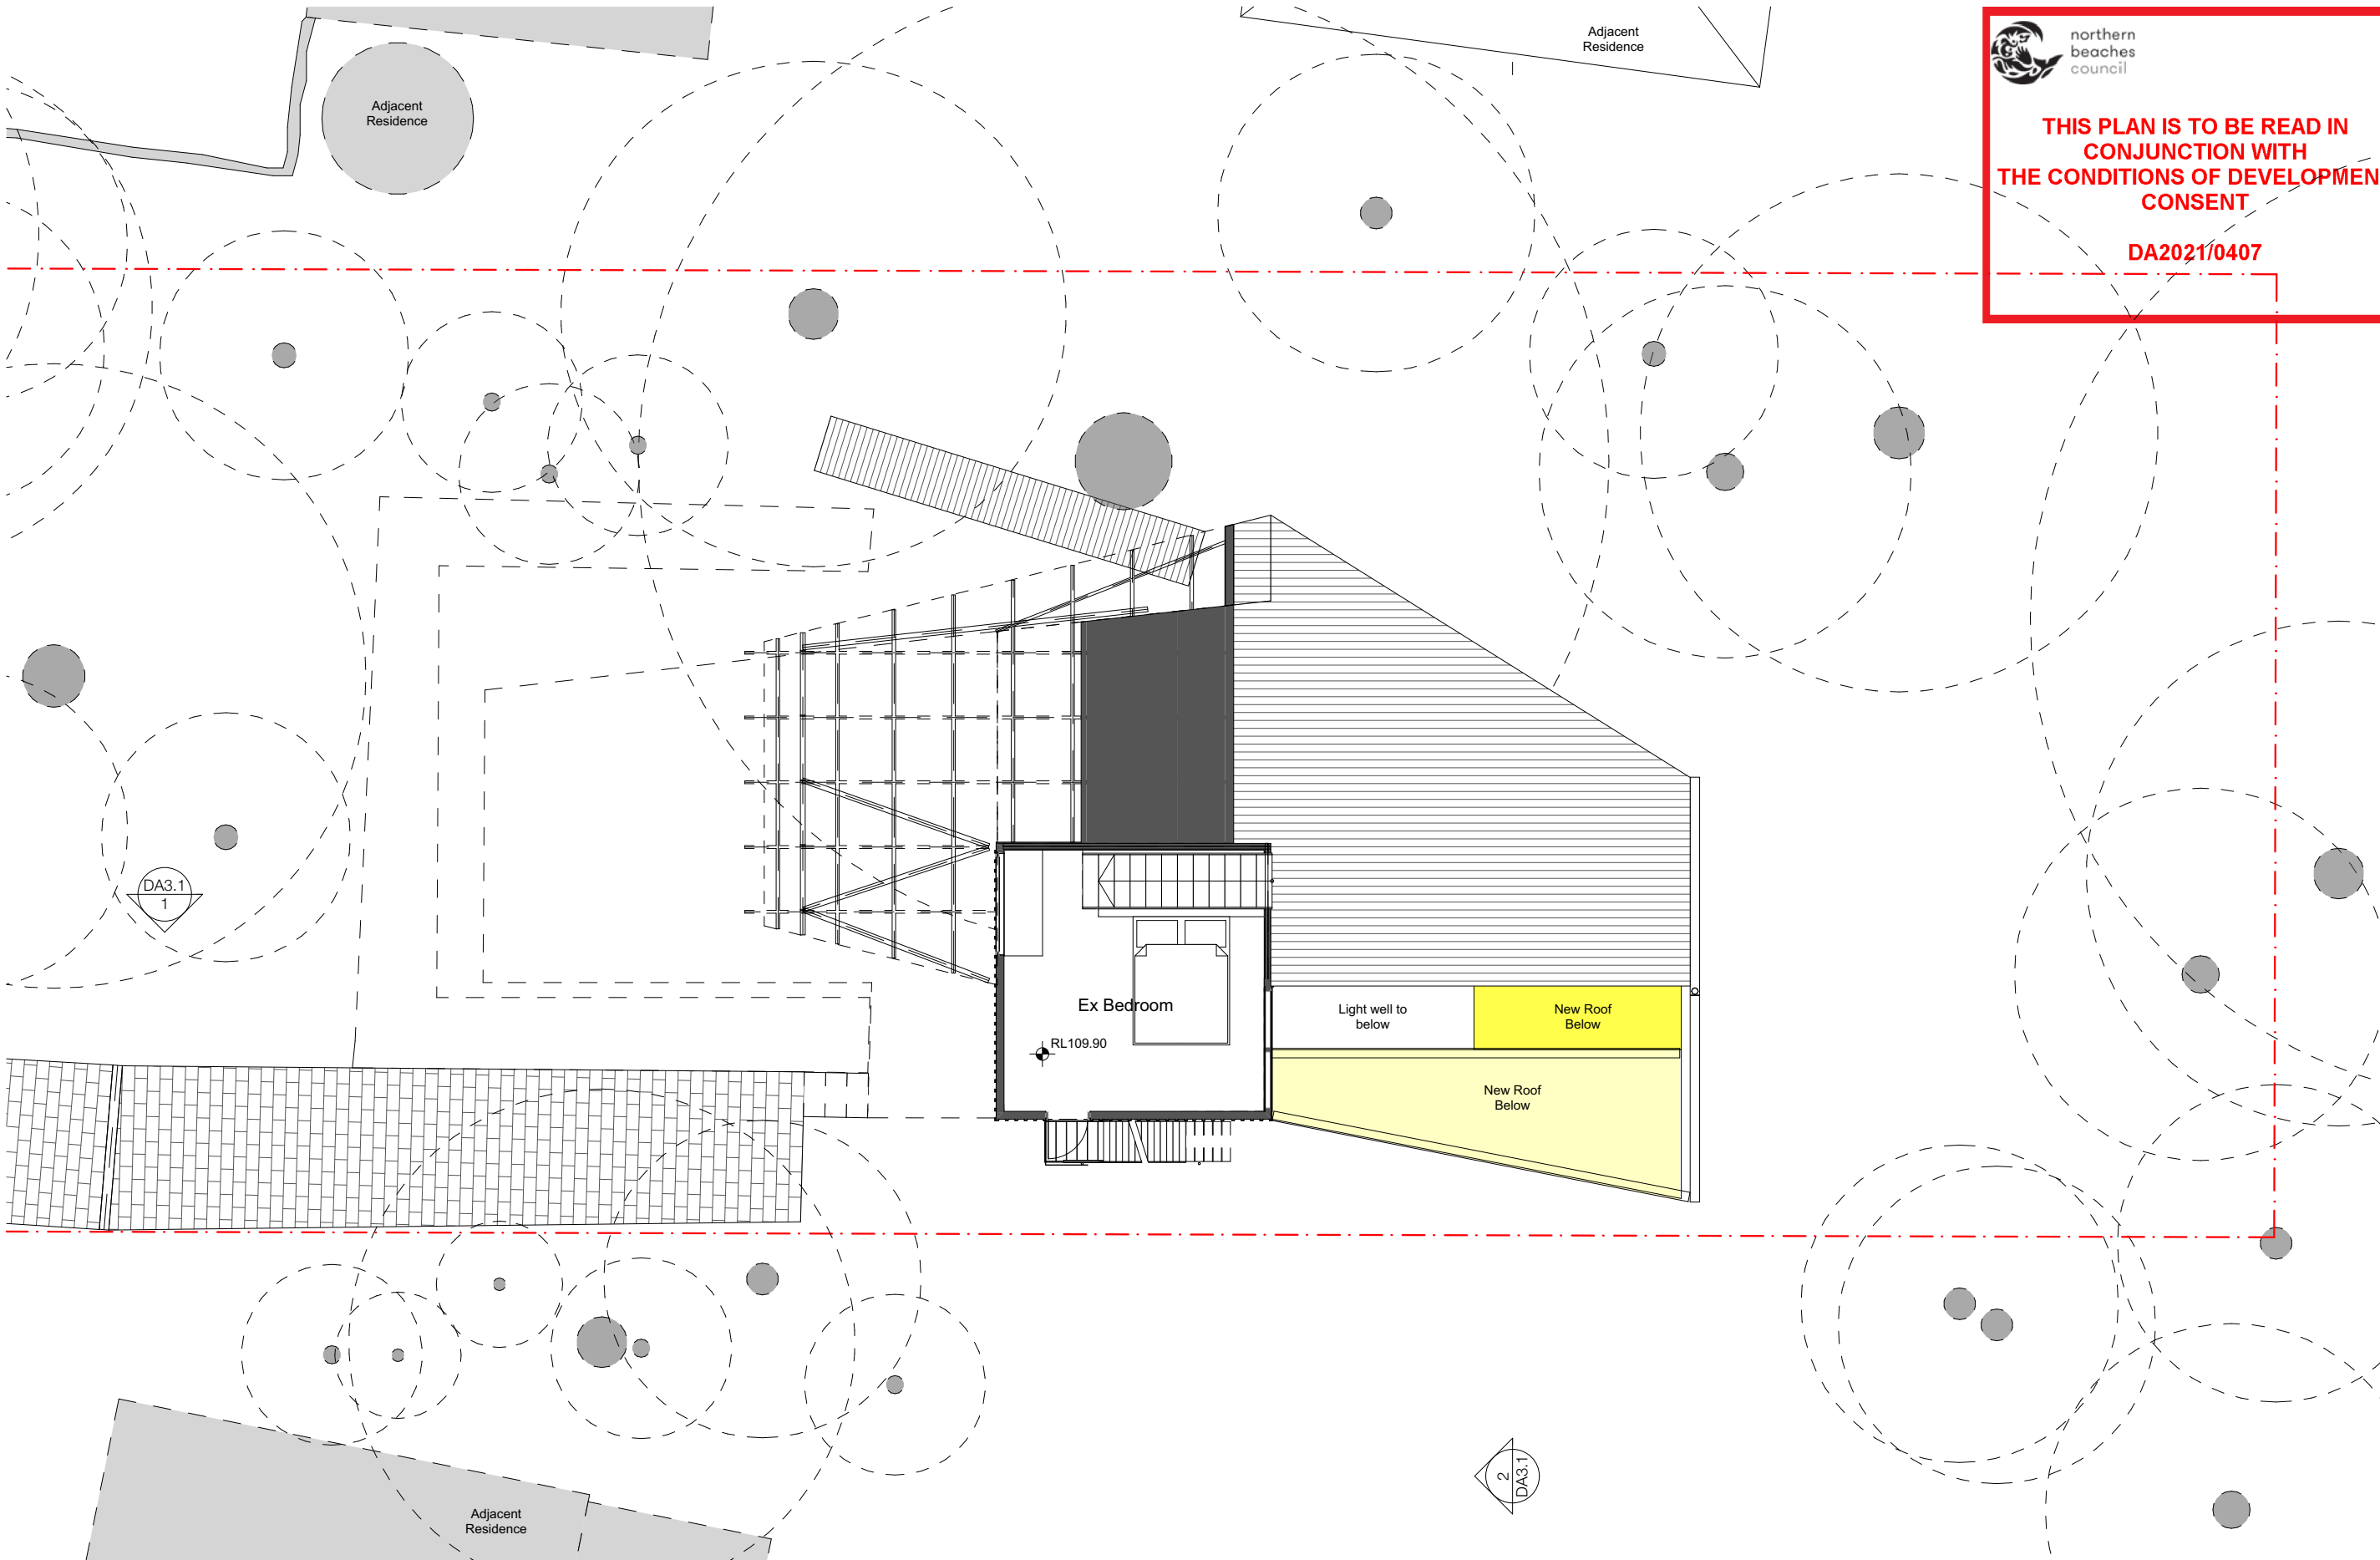 Adjacent
Residence
Adjacent
Residence
northern
beaches
council
THIS PLAN IS TO BE READ IN
CONJUNCTION WITH
THE CONDITIONS OF DEVELOPMEN
CONSENT
DA2021/0407
DA3.1
1
Ex Bedroom
RL109.90
Light well to
below
New Roof
Below
New Roof
Below
2
DA3.1
Adjacent
Residence